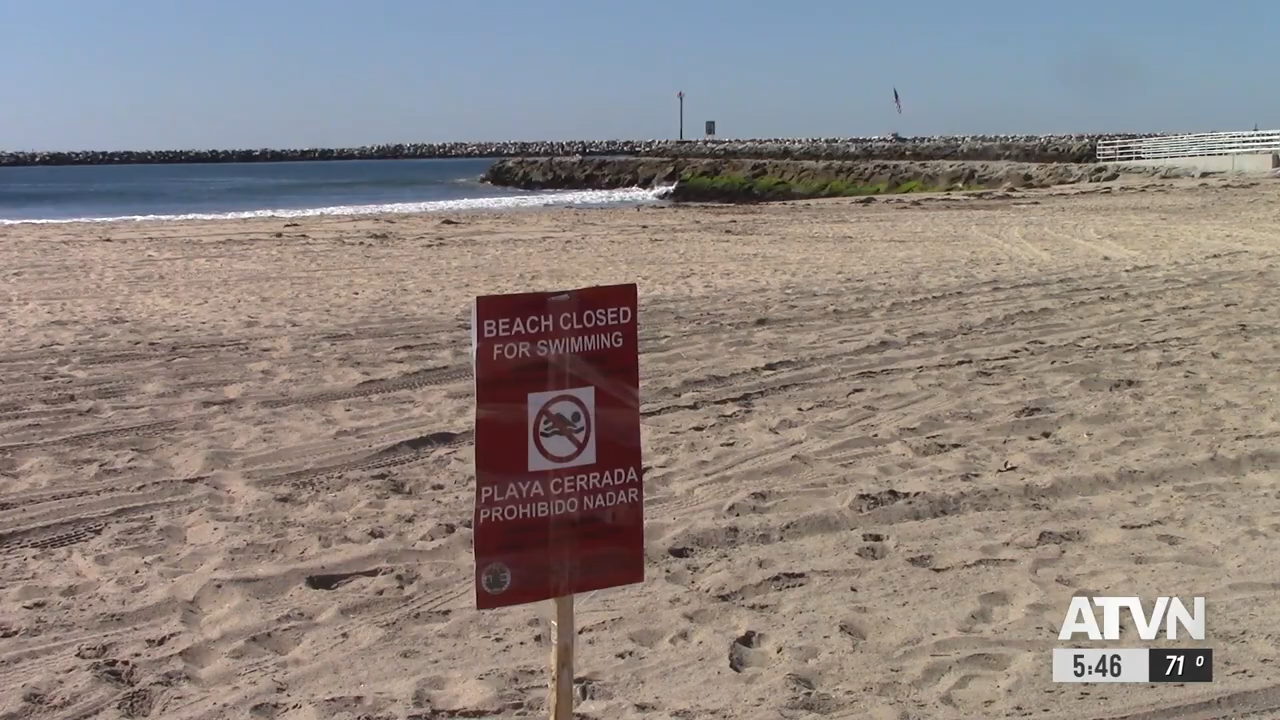 BEACH CLOSED
FOR SWIMMING
PLAYA CERRADA
PROHIBIDO NADAR
ATVN
5:46 71°